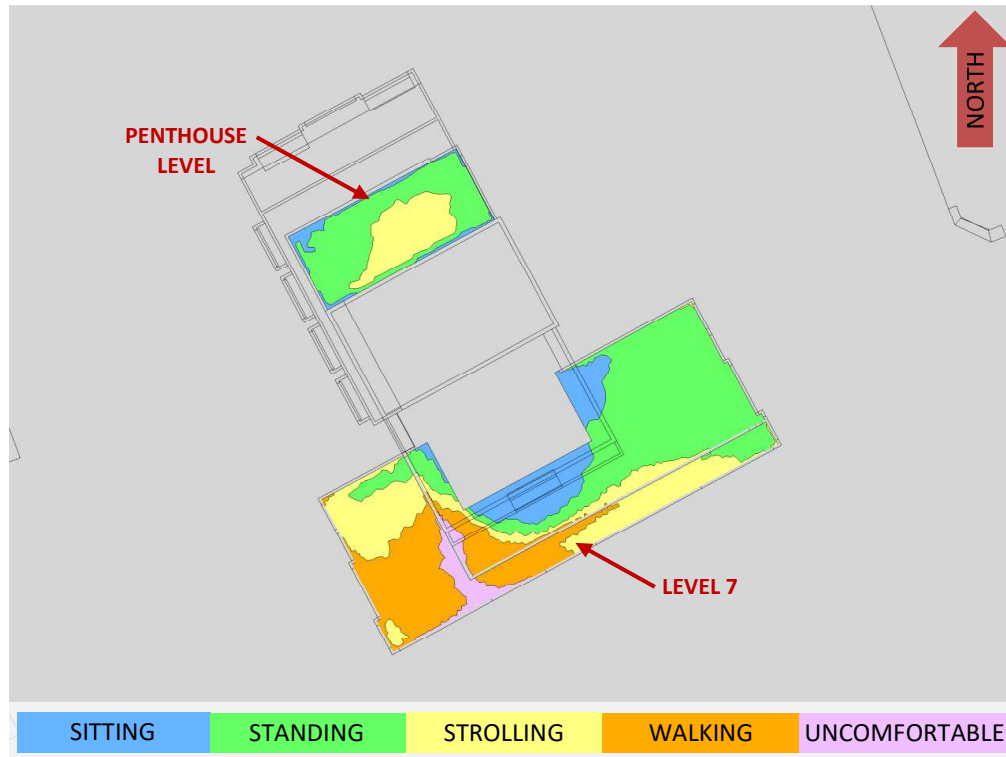 NORTH
PENTHOUSE
LEVEL
LEVEL 7
SITTING
STANDING
STROLLING
WALKING
UNCOMFORTABLE